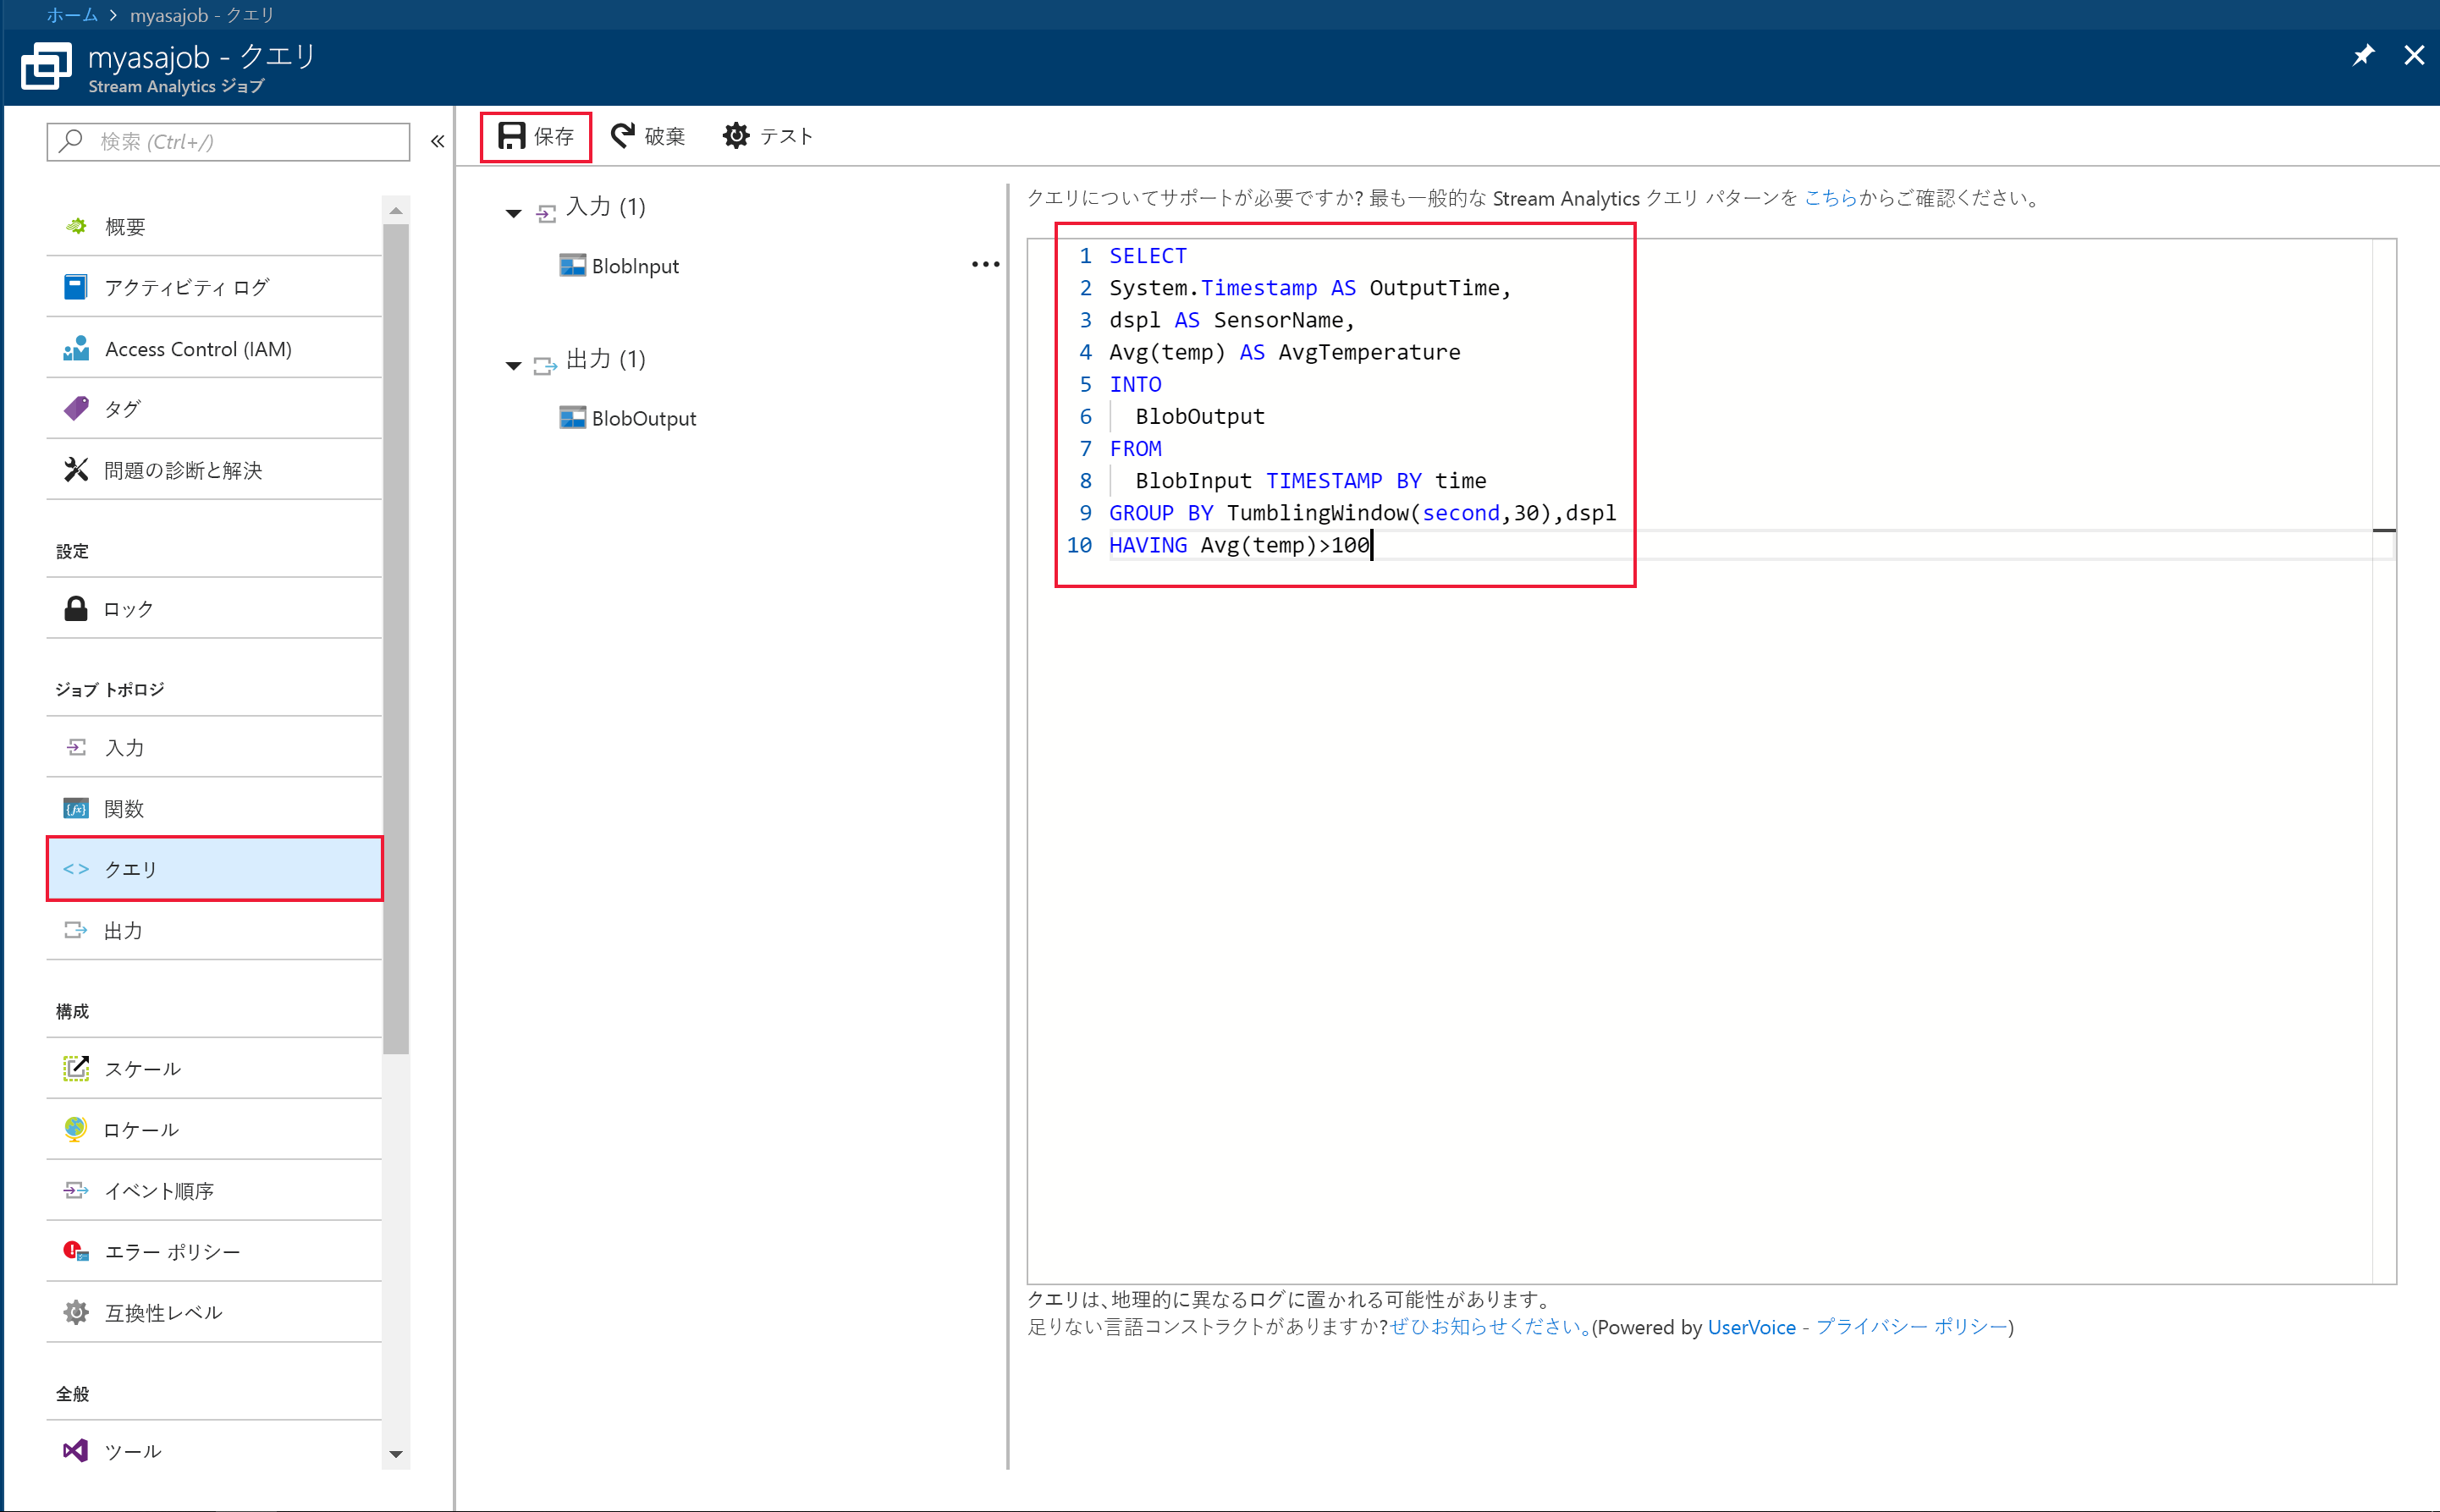 ホーム > myasajob - クエリ
myasajob - クエリ
Stream Analytics ジョブ
検索 (Ctrl+/)
«
概要
アクティビティ ログ
Access Control (IAM)
タグ
問題の診断と解決
設定
ロック
ジョブ トポロジ
入力
関数
クエリ
出力
構成
スケール
ロケール
イベント順序
エラー ポリシー
互換性レベル
全般
ツール
保存
破棄
テスト
入力 (1)
BlobInput
...
出力 (1)
BlobOutput
クエリについてサポートが必要ですか? 最も一般的な Stream Analytics クエリ パターンを こちらからご確認ください。
1 SELECT
2 System.Timestamp AS OutputTime,
3 dspl AS SensorName,
4 Avg(temp) AS AvgTemperature
5 INTO
6 BlobOutput
7 FROM
8 BlobInput TIMESTAMP BY time
9 GROUP BY TumblingWindow(second,30),dspl
10 HAVING Avg(temp)>100
クエリは、地理的に異なるログに置かれる可能性があります。
足りない言語コンストラクトがありますか?ぜひお知らせください。(Powered by UserVoice - プライバシー ポリシー)